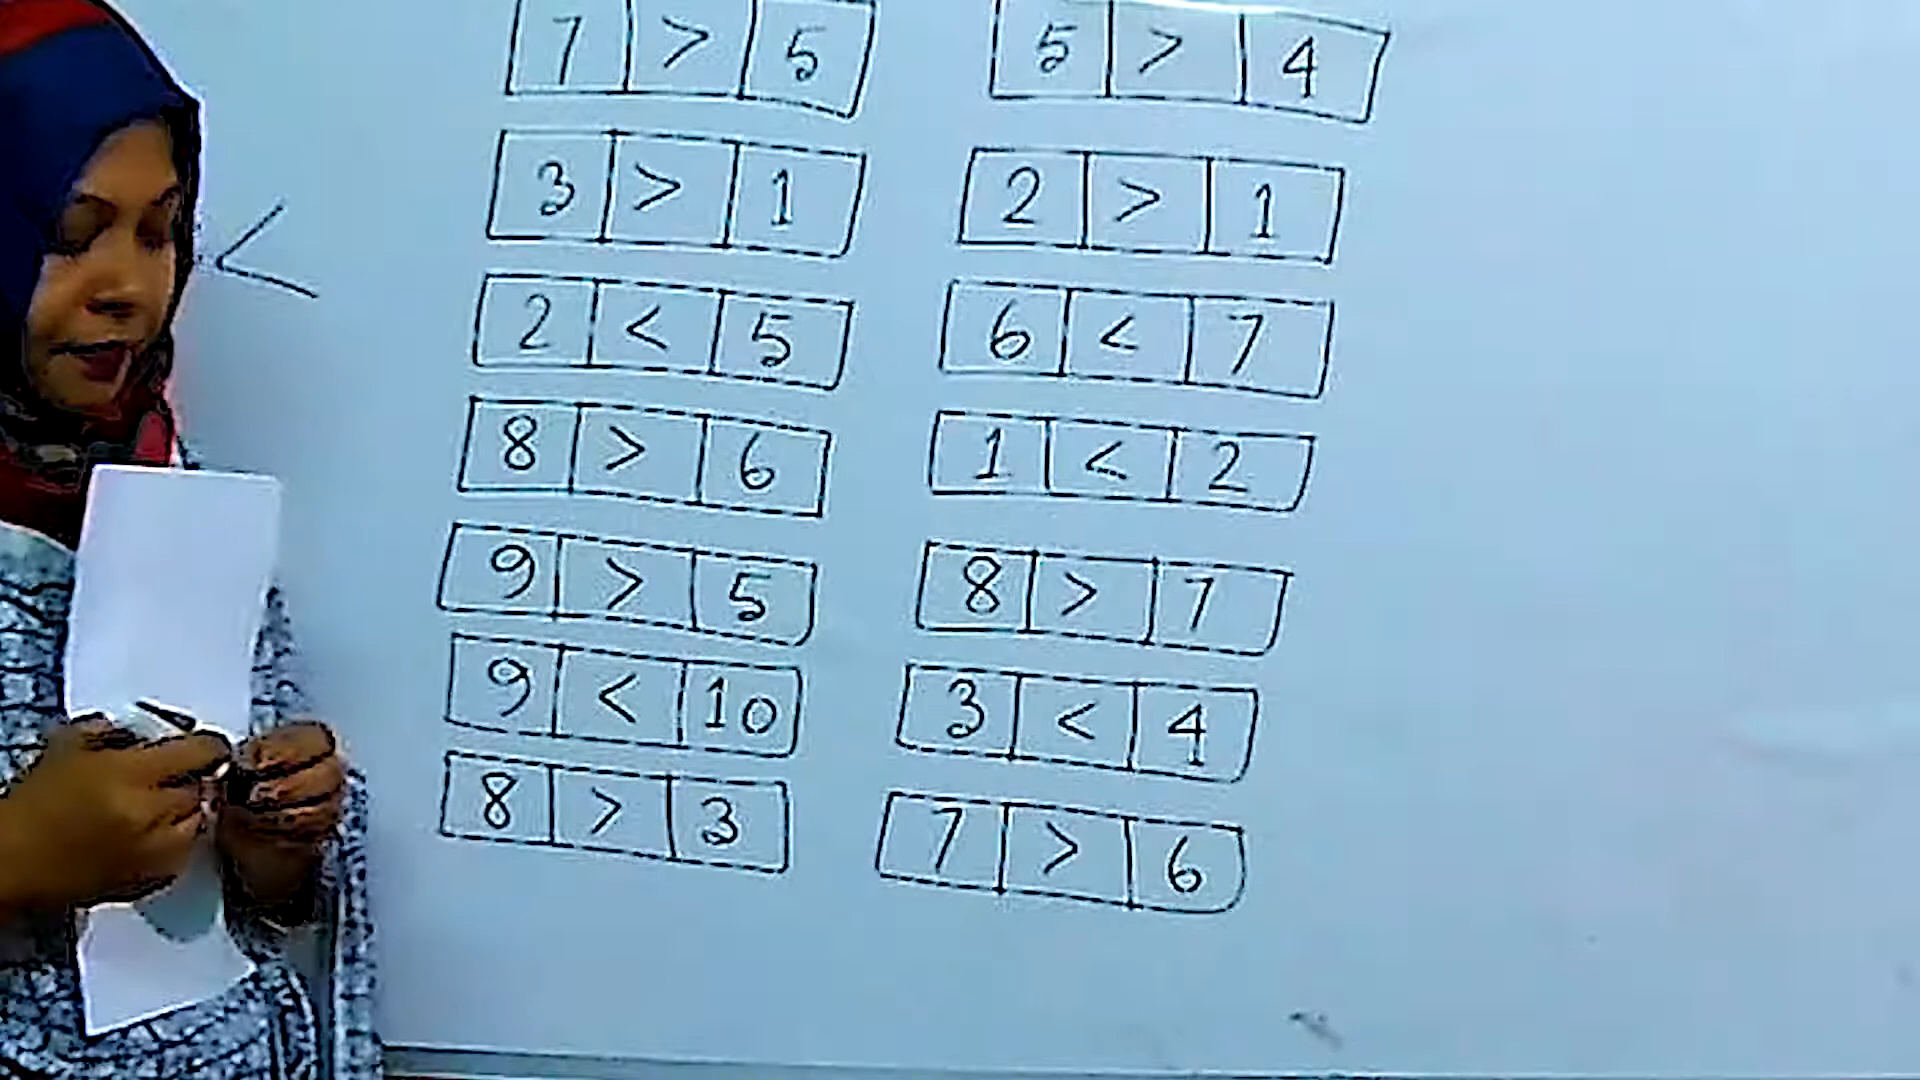 7 > 5 5 > 4
3 > 1 2 > 1
<
2 < 5 6 < 7
8 > 6 1 < 2
9 > 5 8 > 7
9 < 10 3 < 4
8 > 3 7 > 6